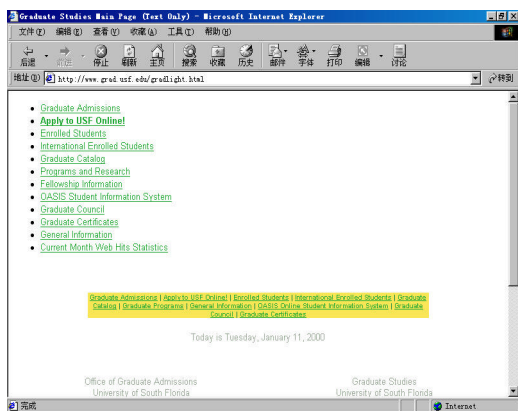 Graduate Studies Main Page (Text Only) - Microsoft Internet Explorer
文件(F) 编辑(E) 查看(V) 收藏(A) 工具(T) 帮助(H)
后退 前进 停止 刷新 主页 搜索 收藏 历史 邮件 字体 打印 编辑 讨论
地址(D) http://www.grad.usf.edu/gradlight.html 转到
Graduate Admissions
Apply to USF Online!
Enrolled Students
International Enrolled Students
Graduate Catalog
Programs and Research
Fellowship Information
OASIS Student Information System
Graduate Council
Graduate Certificates
General Information
Current Month Web Hits Statistics
Graduate Admissions | Apply to USF Online! | Enrolled Students | International Enrolled Students | Graduate
Catalog | Graduate Programs | General Information | OASIS Online Student Information System | Graduate
Council | Graduate Certificates
Today is Tuesday, January 11, 2000
Office of Graduate Admissions Graduate Studies
University of South Florida University of South Florida
完成 Internet